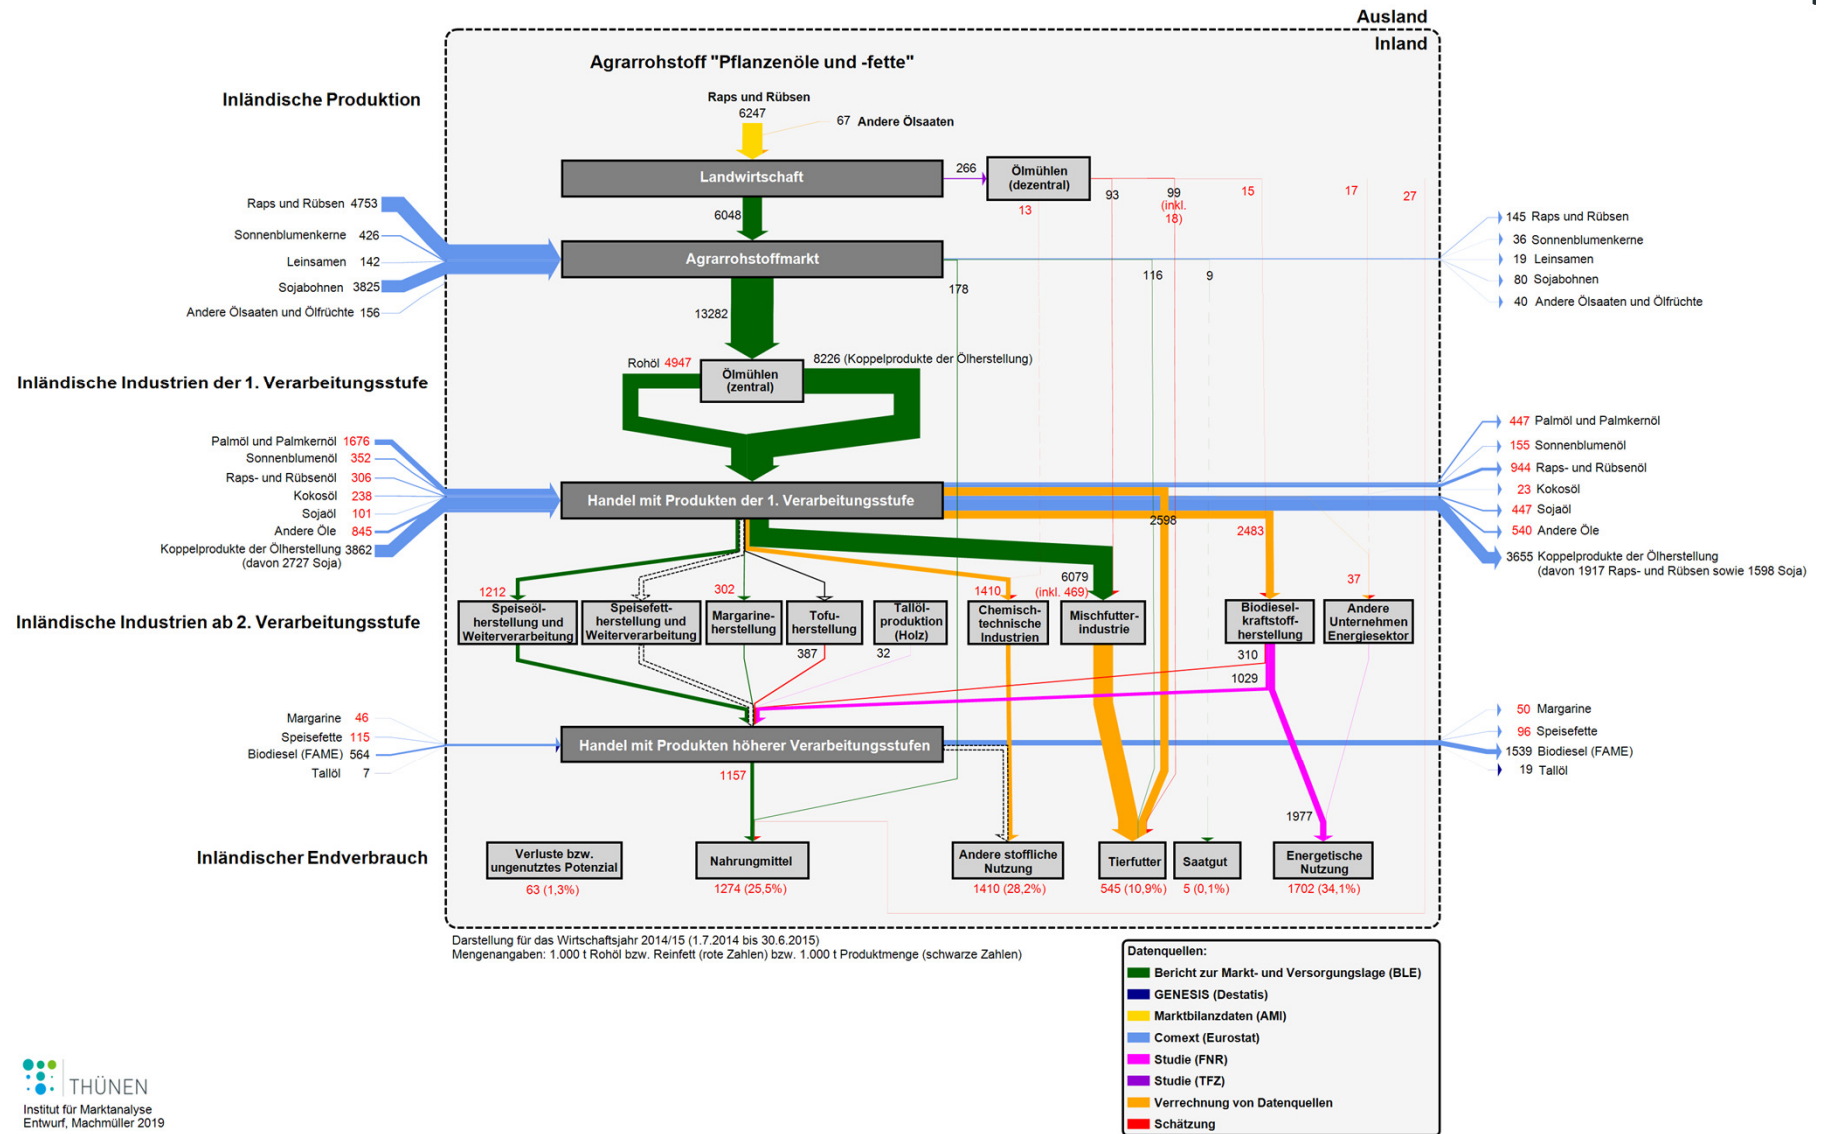 Ausland
Inland
Agrarrohstoff "Pflanzenöle und -fette"
Inländische Produktion
Raps und Rübsen
6247
67 Andere Ölsaaten
Landwirtschaft
266
Ölmühlen
(dezentral)
13
93
99
(inkl.
18)
15
17
27
6048
Raps und Rübsen 4753
Sonnenblumenkerne 426
Leinsamen 142
Sojabohnen 3825
Andere Ölsaaten und Ölfrüchte 156
Agrarrohstoffmarkt
178
116
9
145 Raps und Rübsen
36 Sonnenblumenkerne
19 Leinsamen
80 Sojabohnen
40 Andere Ölsaaten und Ölfrüchte
13282
Inländische Industrien der 1. Verarbeitungsstufe
Rohöl 4947
Ölmühlen
(zentral)
8226 (Koppelprodukte der Ölherstellung)
Palmöl und Palmkernöl 1676
Sonnenblumenöl 352
Raps- und Rübsenöl 306
Kokosöl 238
Sojaöl 101
Andere Öle 845
Koppelprodukte der Ölherstellung 3862
(davon 2727 Soja)
Handel mit Produkten der 1. Verarbeitungsstufe
2598
2483
447 Palmöl und Palmkernöl
155 Sonnenblumenöl
944 Raps- und Rübsenöl
23 Kokosöl
447 Sojaöl
540 Andere Öle
3655 Koppelprodukte der Ölherstellung
(davon 1917 Raps- und Rübsen sowie 1598 Soja)
Inländische Industrien ab 2. Verarbeitungsstufe
1212
302
1410
6079
(inkl. 469)
37
Speiseöl-
herstellung und
Weiterverarbeitung
Speisefett-
herstellung und
Weiterverarbeitung
Margarine-
herstellung
Tofu-
herstellung
Tallöl-
produktion
(Holz)
Chemisch-
technische
Industrien
Mischfutter-
industrie
Biodiesel-
kraftstoff-
herstellung
Andere
Unternehmen
Energiesektor
387
32
310
1029
Margarine 46
Speisefette 115
Biodiesel (FAME) 564
Tallöl 7
Handel mit Produkten höherer Verarbeitungsstufen
50 Margarine
96 Speisefette
1539 Biodiesel (FAME)
19 Tallöl
1157
1977
Inländischer Endverbrauch
Verluste bzw.
ungenutztes Potenzial
63 (1,3%)
Nahrungmittel
1274 (25,5%)
Andere stoffliche
Nutzung
1410 (28,2%)
Tierfutter
545 (10,9%)
Saatgut
5 (0,1%)
Energetische
Nutzung
1702 (34,1%)
Darstellung für das Wirtschaftsjahr 2014/15 (1.7.2014 bis 30.6.2015)
Mengenangaben: 1.000 t Rohöl bzw. Reinfett (rote Zahlen) bzw. 1.000 t Produktmenge (schwarze Zahlen)
Datenquellen:
Bericht zur Markt- und Versorgungslage (BLE)
GENESIS (Destatis)
Marktbilanzdaten (AMI)
Comext (Eurostat)
Studie (FNR)
Studie (TFZ)
Verrechnung von Datenquellen
Schätzung
THÜNEN
Institut für Marktanalyse
Entwurf, Machmüller 2019